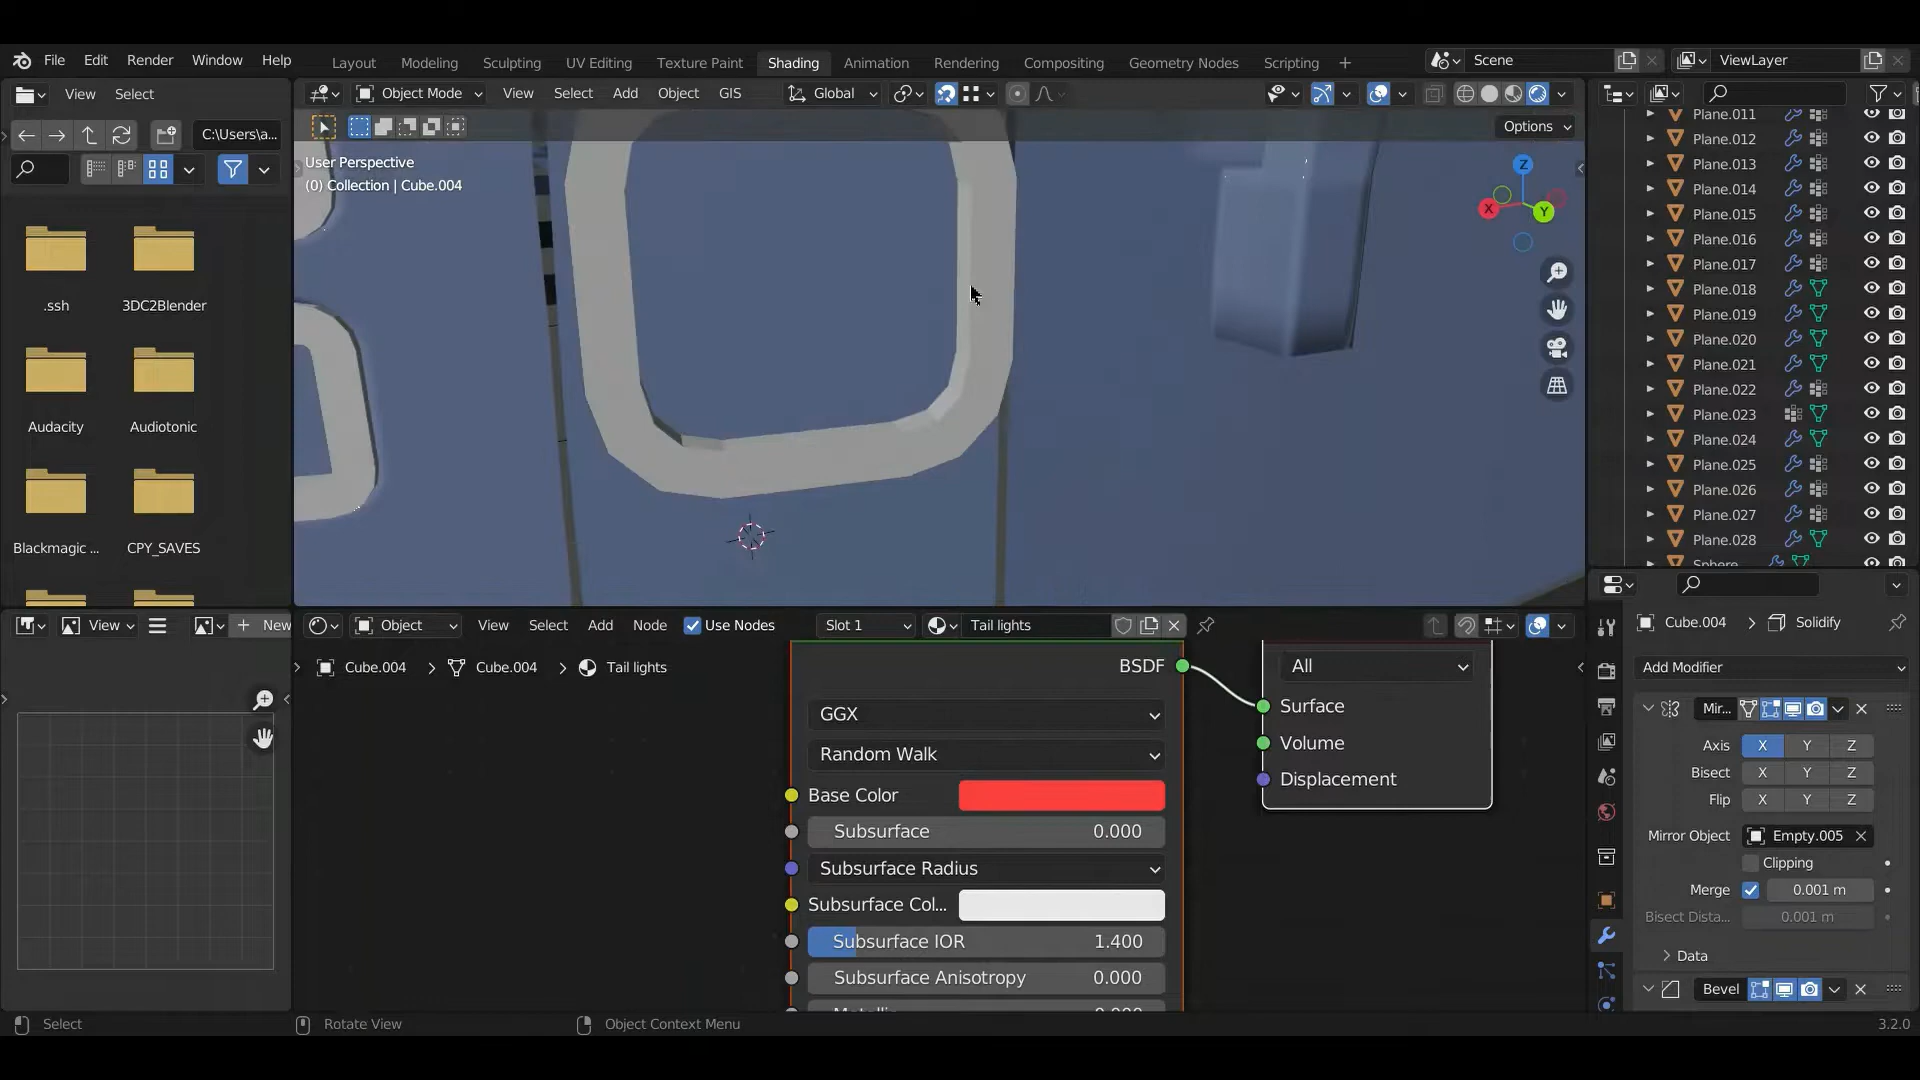 File Edit Render Window Help
Layout Modeling Sculpting UV Editing Texture Paint Shading Animation Rendering Compositing Geometry Nodes Scripting +
Scene
ViewLayer
View Select
Object Mode View Select Add Object GIS
Global
C:\Users\a...
Options
User Perspective
(0) Collection | Cube.004
Z
X
Y
.ssh
3DC2Blender
Audacity
Audiotonic
Blackmagic ...
CPY_SAVES
Plane.011
Plane.012
Plane.013
Plane.014
Plane.015
Plane.016
Plane.017
Plane.018
Plane.019
Plane.020
Plane.021
Plane.022
Plane.023
Plane.024
Plane.025
Plane.026
Plane.027
Plane.028
Sphere
View
+ New
Object View Select Add Node Use Nodes Slot 1 Tail lights
Cube.004 > Cube.004 > Tail lights
BSDF
GGX
Random Walk
Base Color
Subsurface 0.000
Subsurface Radius
Subsurface Col...
Subsurface IOR 1.400
Subsurface Anisotropy 0.000
Metallic 0.000
All
Surface
Volume
Displacement
Cube.004 > Solidify
Add Modifier
Mir...
Axis X Y Z
Bisect X Y Z
Flip X Y Z
Mirror Object Empty.005
Clipping
Merge 0.001 m
Bisect Dista... 0.001 m
> Data
Bevel
Select
Rotate View
Object Context Menu
3.2.0